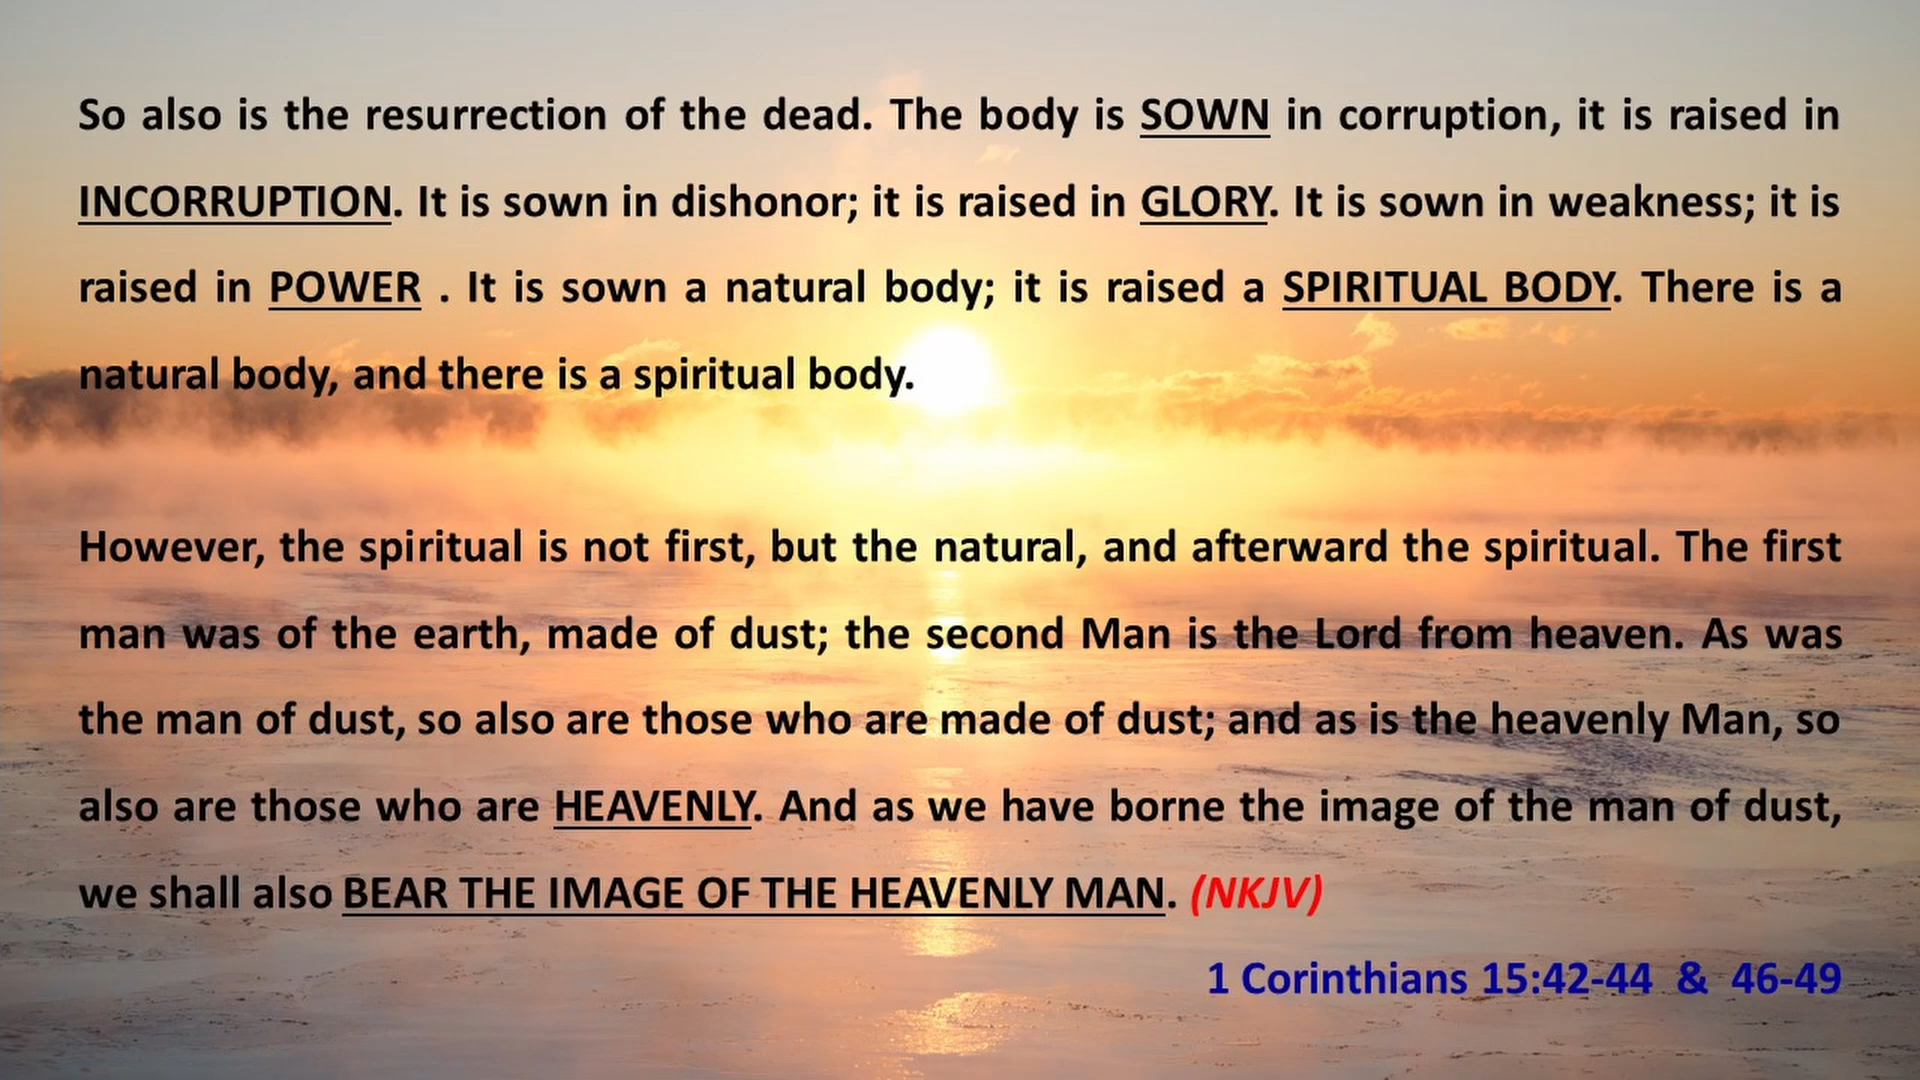 So also is the resurrection of the dead. The body is SOWN in corruption, it is raised in
INCORRUPTION. It is sown in dishonor; it is raised in GLORY. It is sown in weakness; it is
raised in POWER . It is sown a natural body; it is raised a SPIRITUAL BODY. There is a
natural body, and there is a spiritual body.
However, the spiritual is not first, but the natural, and afterward the spiritual. The first
man was of the earth, made of dust; the second Man is the Lord from heaven. As was
the man of dust, so also are those who are made of dust; and as is the heavenly Man, so
also are those who are HEAVENLY. And as we have borne the image of the man of dust,
we shall also BEAR THE IMAGE OF THE HEAVENLY MAN. (NKJV)
1 Corinthians 15:42-44 & 46-49